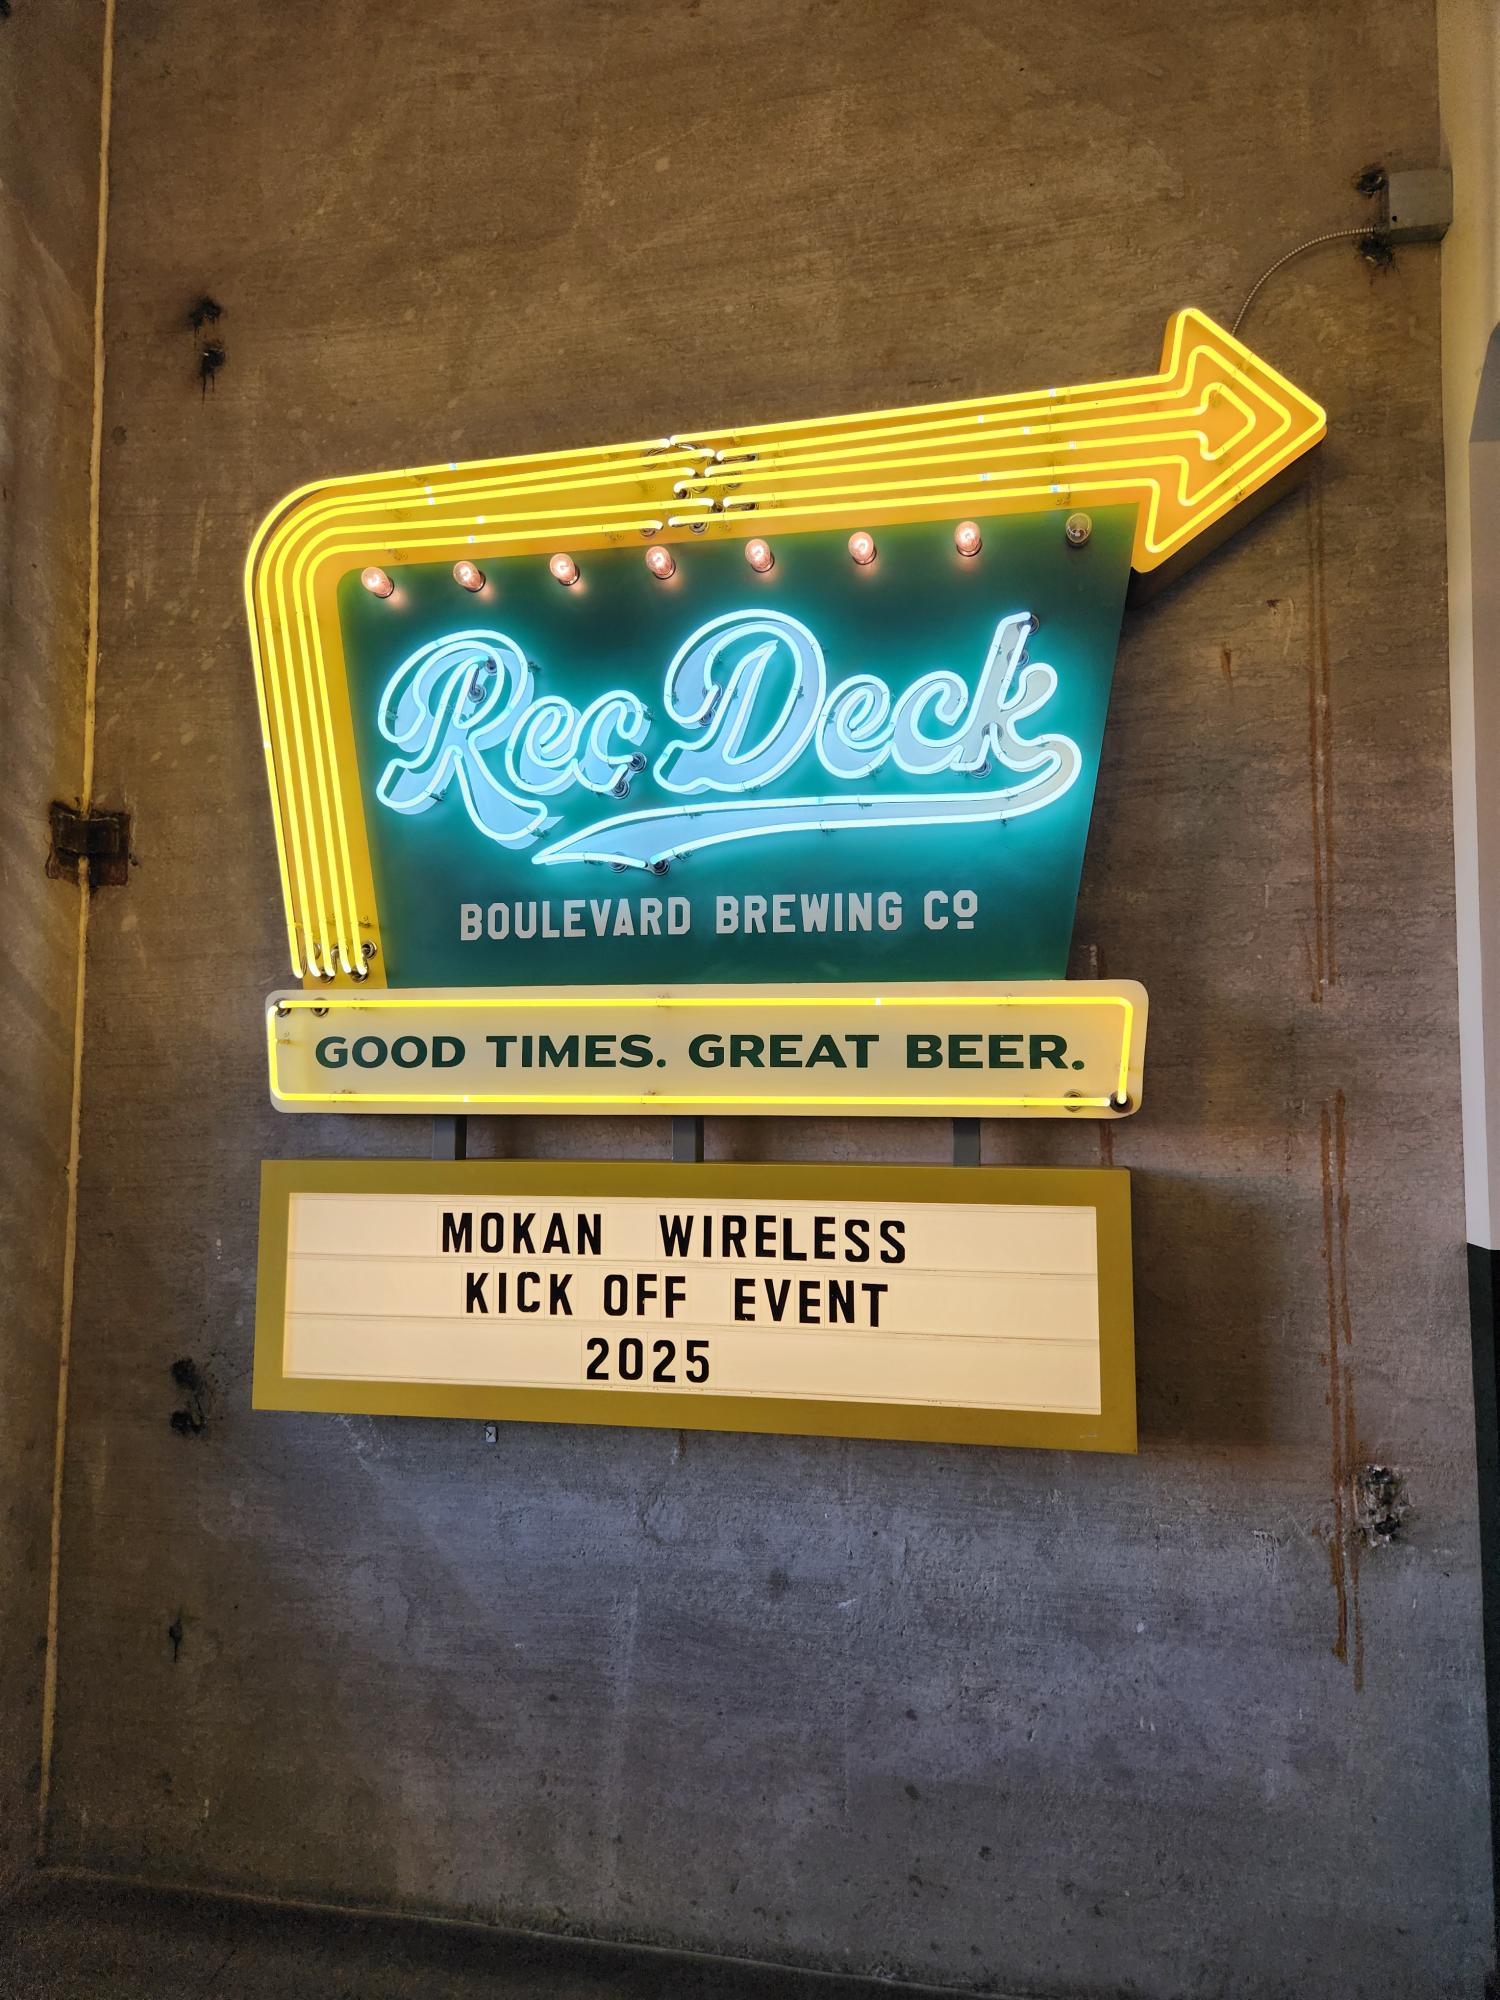 Rec Deck
BOULEVARD BREWING Cº
GOOD TIMES. GREAT BEER.
MOKAN WIRELESS
KICK OFF EVENT
2025